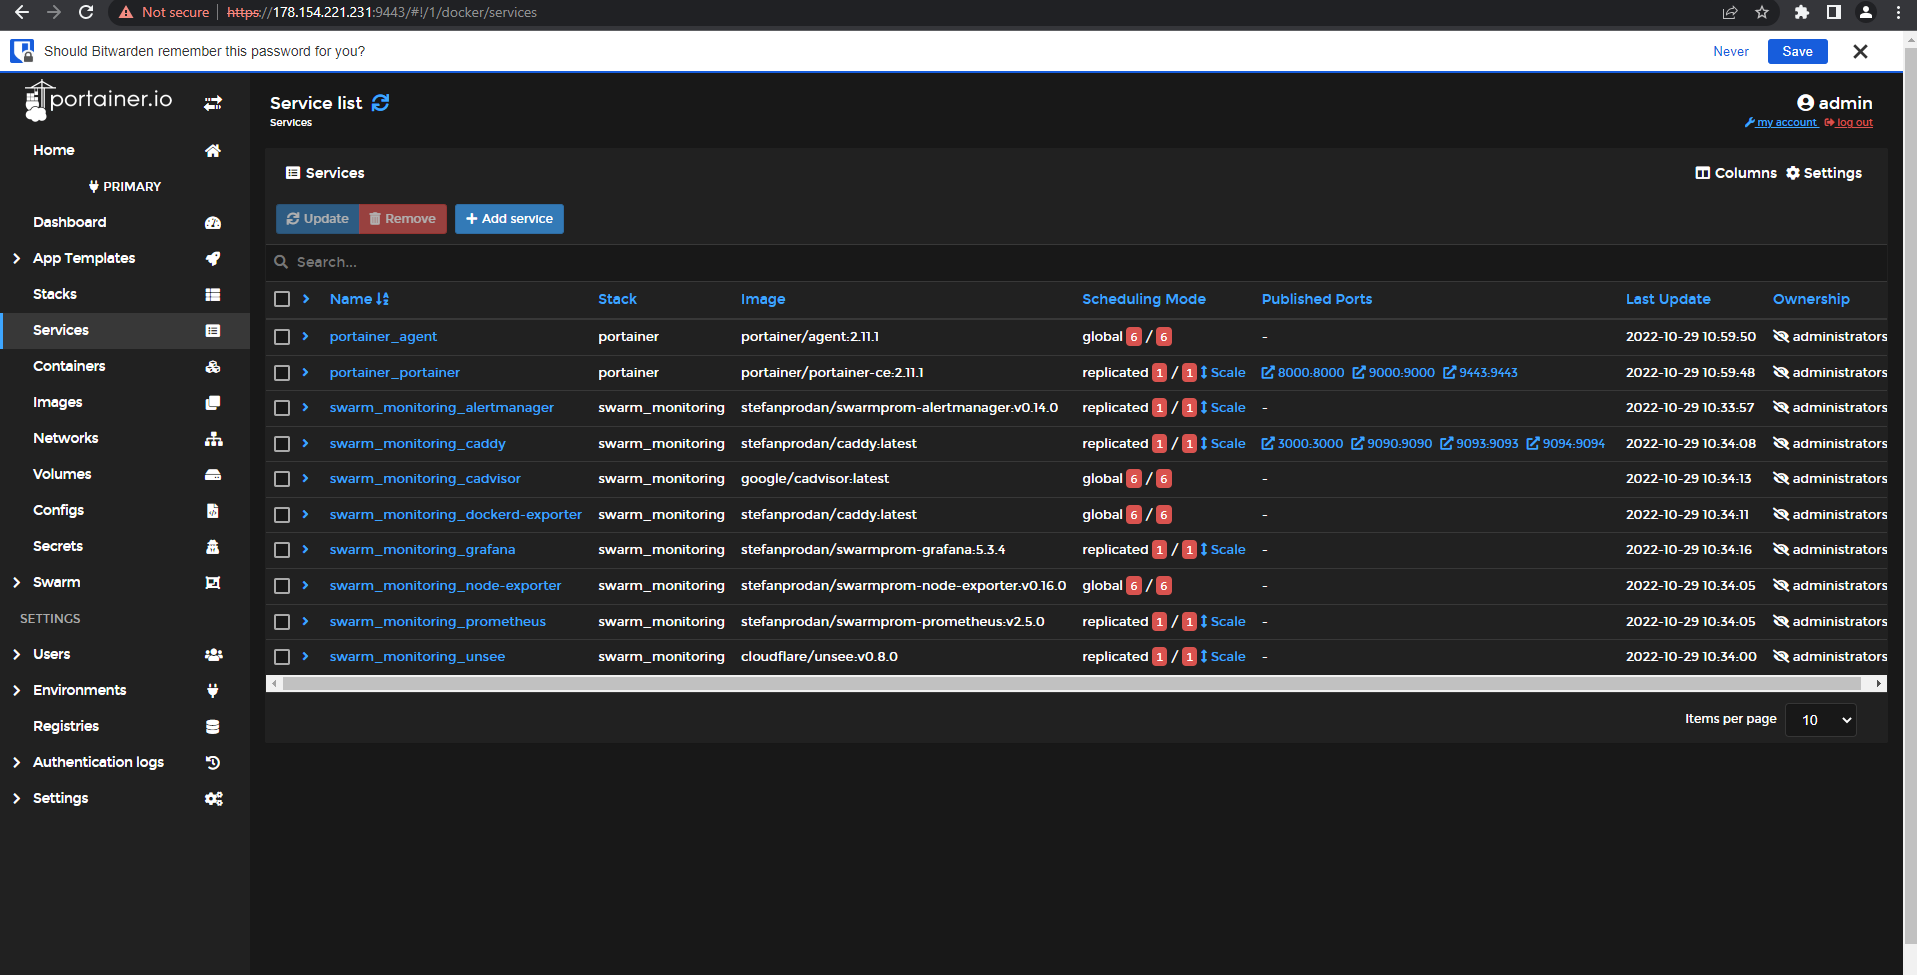 Not secure https://178.154.221.231:9443/#!/1/docker/services
Should Bitwarden remember this password for you? Never Save
portainer.io
Home
PRIMARY
Dashboard
App Templates
Stacks
Services
Containers
Images
Networks
Volumes
Configs
Secrets
Swarm
SETTINGS
Users
Environments
Registries
Authentication logs
Settings
Service list
Services
admin
my account log out
Services Columns Settings
Update Remove Add service
Search...
Name Stack Image Scheduling Mode Published Ports Last Update Ownership
portainer_agent portainer portainer/agent:2.11.1 global 6 / 6 - 2022-10-29 10:59:50 administrators
portainer_portainer portainer portainer/portainer-ce:2.11.1 replicated 1 / 1 Scale 8000:8000 9000:9000 9443:9443 2022-10-29 10:59:48 administrators
swarm_monitoring_alertmanager swarm_monitoring stefanprodan/swarmprom-alertmanager:v0.14.0 replicated 1 / 1 Scale - 2022-10-29 10:33:57 administrators
swarm_monitoring_caddy swarm_monitoring stefanprodan/caddy:latest replicated 1 / 1 Scale 3000:3000 9090:9090 9093:9093 9094:9094 2022-10-29 10:34:08 administrators
swarm_monitoring_cadvisor swarm_monitoring google/cadvisor:latest global 6 / 6 - 2022-10-29 10:34:13 administrators
swarm_monitoring_dockerd-exporter swarm_monitoring stefanprodan/caddy:latest global 6 / 6 - 2022-10-29 10:34:11 administrators
swarm_monitoring_grafana swarm_monitoring stefanprodan/swarmprom-grafana:5.3.4 replicated 1 / 1 Scale - 2022-10-29 10:34:16 administrators
swarm_monitoring_node-exporter swarm_monitoring stefanprodan/swarmprom-node-exporter:v0.16.0 global 6 / 6 - 2022-10-29 10:34:05 administrators
swarm_monitoring_prometheus swarm_monitoring stefanprodan/swarmprom-prometheus:v2.5.0 replicated 1 / 1 Scale - 2022-10-29 10:34:05 administrators
swarm_monitoring_unsee swarm_monitoring cloudflare/unsee:v0.8.0 replicated 1 / 1 Scale - 2022-10-29 10:34:00 administrators
Items per page 10